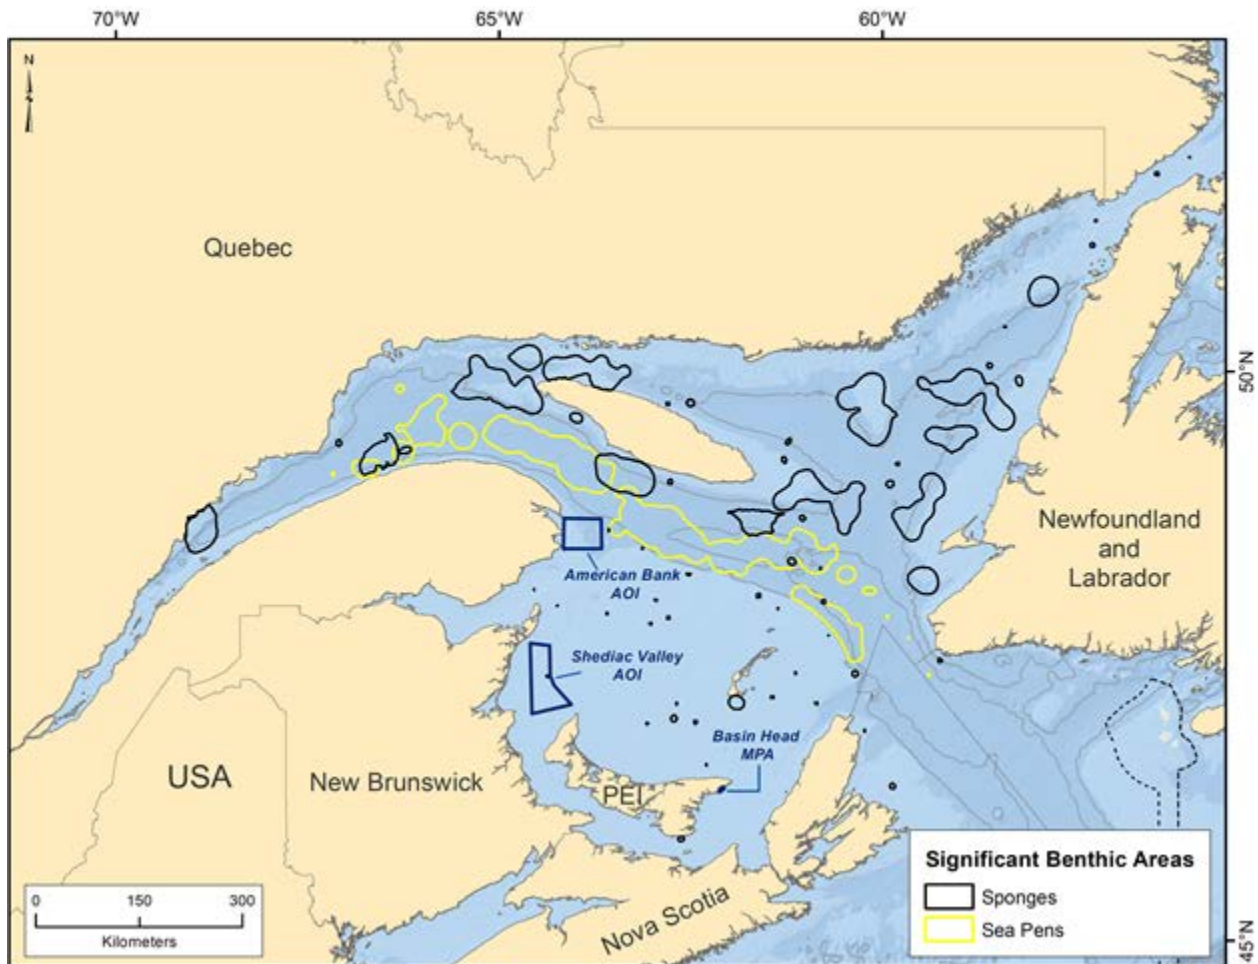 70°W
65°W
60°W
N
Quebec
50°N
Newfoundland
and
Labrador
American Bank
AOI
Shediac Valley
AOI
Basin Head
MPA
USA
New Brunswick
PEI
Nova Scotia
Significant Benthic Areas
Sponges
Sea Pens
0
150
300
Kilometers
45°N